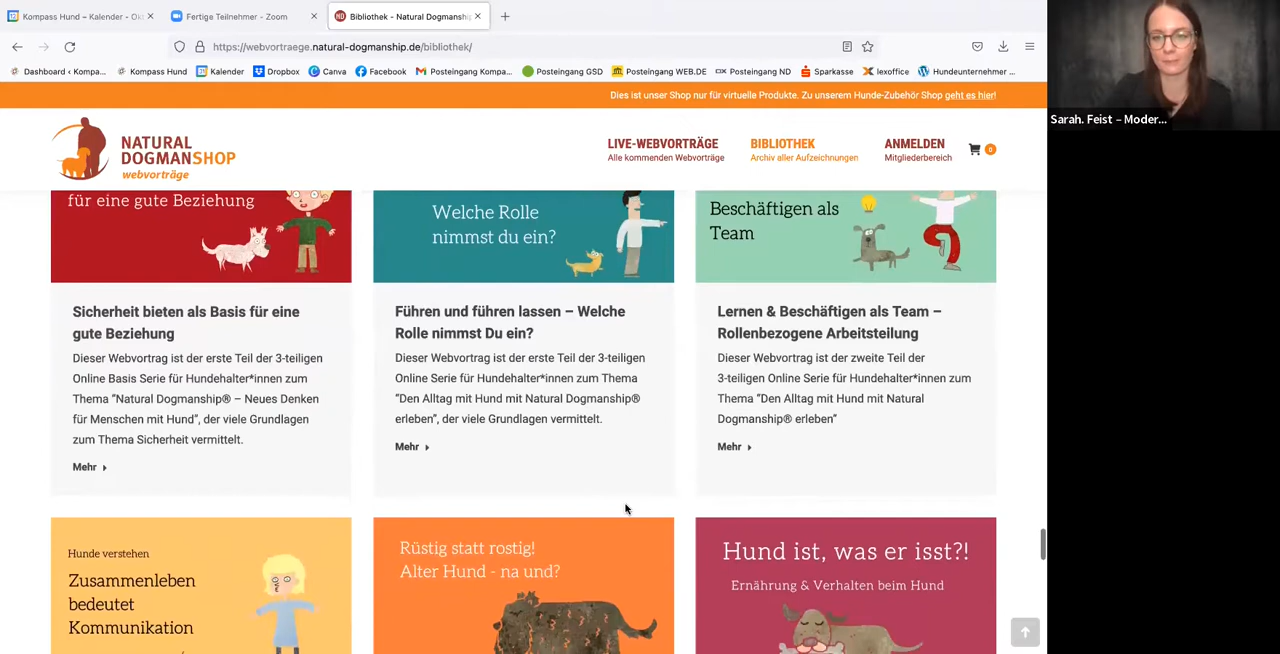 Kompass Hund – Kalender - Ok
Fertige Teilnehmer - Zoom
Bibliothek - Natural Dogmanship
https://webvortraege.natural-dogmanship.de/bibliothek/
Dashboard ‹ Kompa...
Kompass Hund
Kalender
Dropbox
Canva
Facebook
Posteingang Kompa...
Posteingang GSD
Posteingang WEB.DE
Posteingang ND
Sparkasse
lexoffice
Hundeunternehmer ...
Dies ist unser Shop nur für virtuelle Produkte. Zu unserem Hunde-Zubehör Shop geht es hier!
NATURAL
DOGMANSHOP
webvorträge
LIVE-WEBVORTRÄGE
Alle kommenden Webvorträge
BIBLIOTHEK
Archiv aller Aufzeichnungen
ANMELDEN
Mitgliederbereich
0
für eine gute Beziehung
Welche Rolle
nimmst du ein?
Beschäftigen als
Team
Sicherheit bieten als Basis für eine
gute Beziehung
Dieser Webvortrag ist der erste Teil der 3-teiligen
Online Basis Serie für Hundehalter*innen zum
Thema “Natural Dogmanship® – Neues Denken
für Menschen mit Hund”, der viele Grundlagen
zum Thema Sicherheit vermittelt.
Mehr
Führen und führen lassen – Welche
Rolle nimmst Du ein?
Dieser Webvortrag ist der erste Teil der 3-teiligen
Online Serie für Hundehalter*innen zum Thema
“Den Alltag mit Hund mit Natural Dogmanship®
erleben”, der viele Grundlagen vermittelt.
Mehr
Lernen & Beschäftigen als Team –
Rollenbezogene Arbeitsteilung
Dieser Webvortrag ist der zweite Teil der
3-teiligen Online Serie für Hundehalter*innen zum
Thema “Den Alltag mit Hund mit Natural
Dogmanship® erleben”
Mehr
Hunde verstehen
Zusammenleben
bedeutet
Kommunikation
Rüstig statt rostig!
Alter Hund - na und?
Hund ist, was er isst?!
Ernährung & Verhalten beim Hund
Sarah. Feist – Moder...